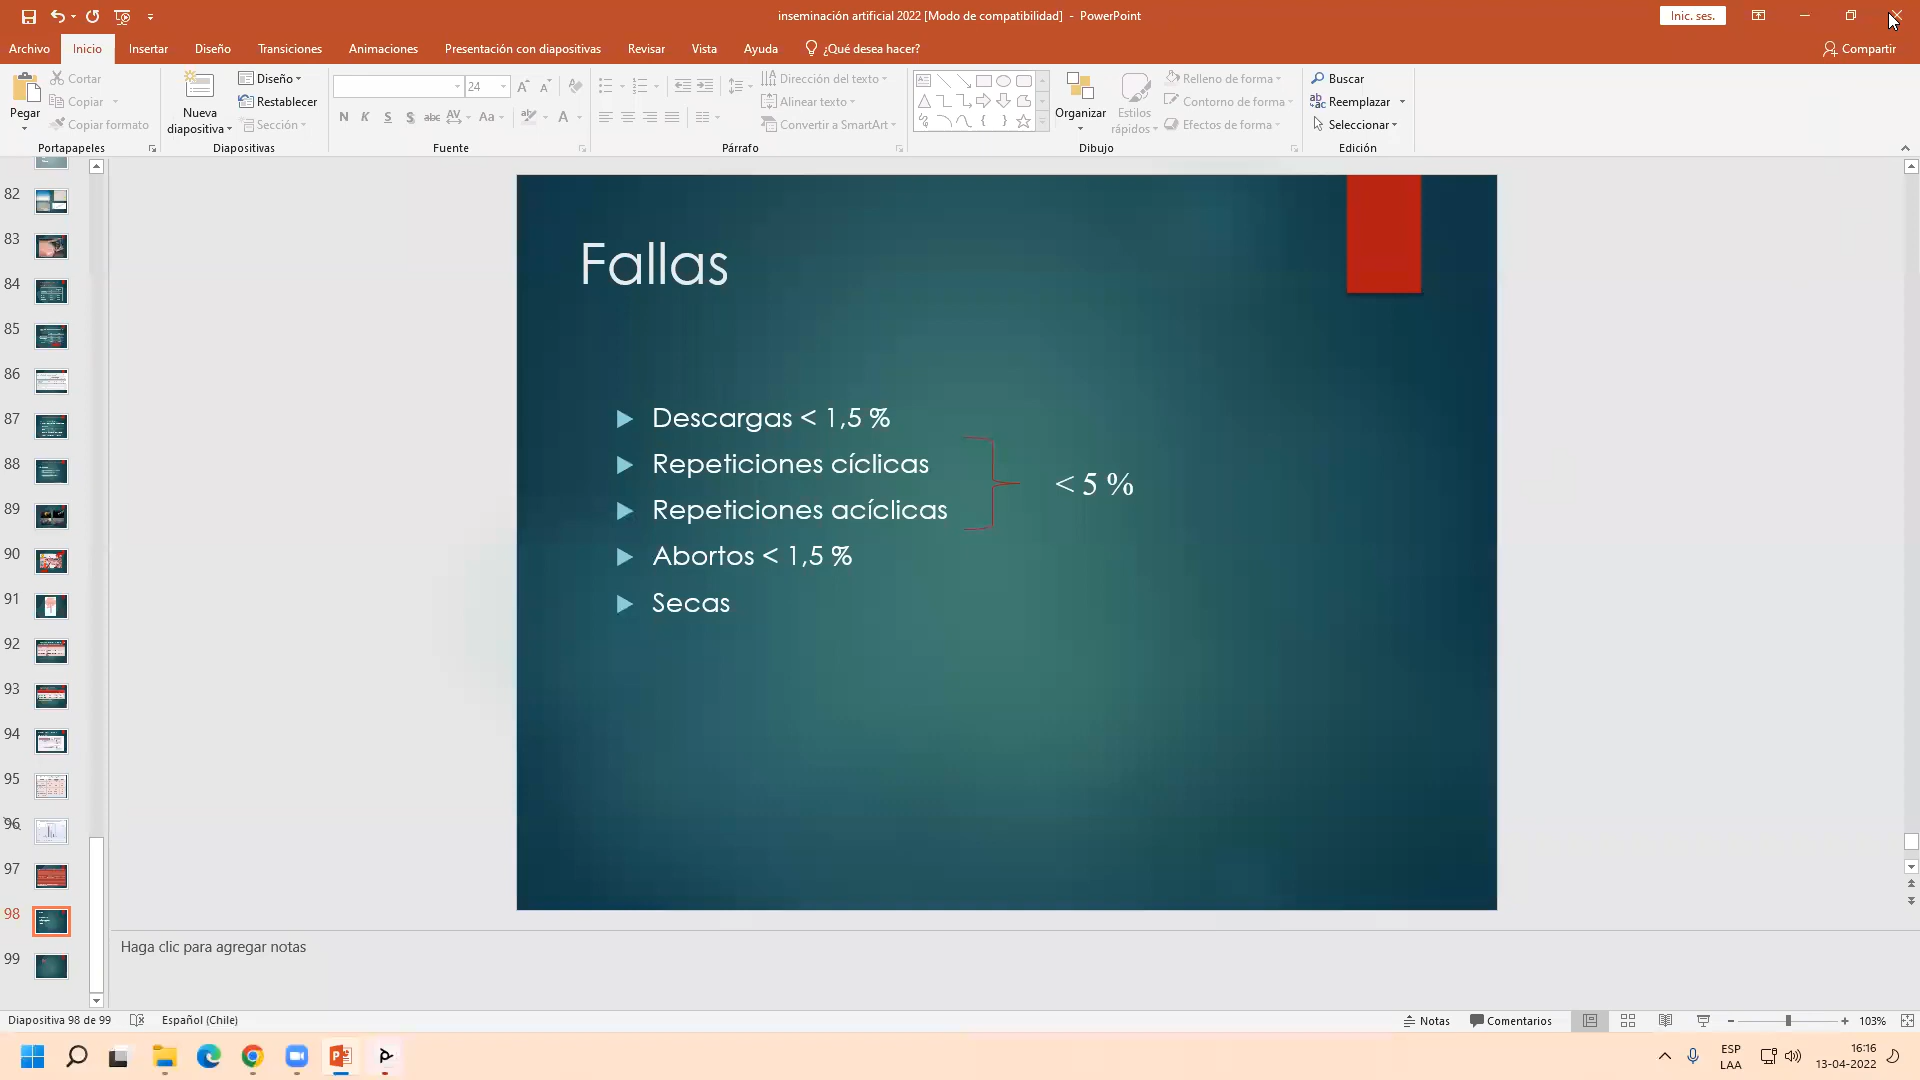 inseminación artificial 2022 [Modo de compatibilidad] - PowerPoint
Inic. ses.
Archivo Inicio Insertar Diseño Transiciones Animaciones Presentación con diapositivas Revisar Vista Ayuda ¿Qué desea hacer? Compartir
Pegar
Cortar
Copiar
Copiar formato
Portapapeles
Nueva
diapositiva
Diseño
Restablecer
Sección
Diapositivas
24
N K S S abc AV Aa A
Fuente
Dirección del texto
Alinear texto
Convertir a SmartArt
Párrafo
Organizar
Estilos
rápidos
Relleno de forma
Contorno de forma
Efectos de forma
Dibujo
Buscar
Reemplazar
Seleccionar
Edición
82
83
84
85
86
87
88
89
90
91
92
93
94
95
96
97
98
99
Fallas
Descargas < 1,5 %
Repeticiones cíclicas
Repeticiones acíclicas
< 5 %
Abortos < 1,5 %
Secas
Haga clic para agregar notas
Diapositiva 98 de 99 Español (Chile) Notas Comentarios 103%
ESP
LAA
16:16
13-04-2022